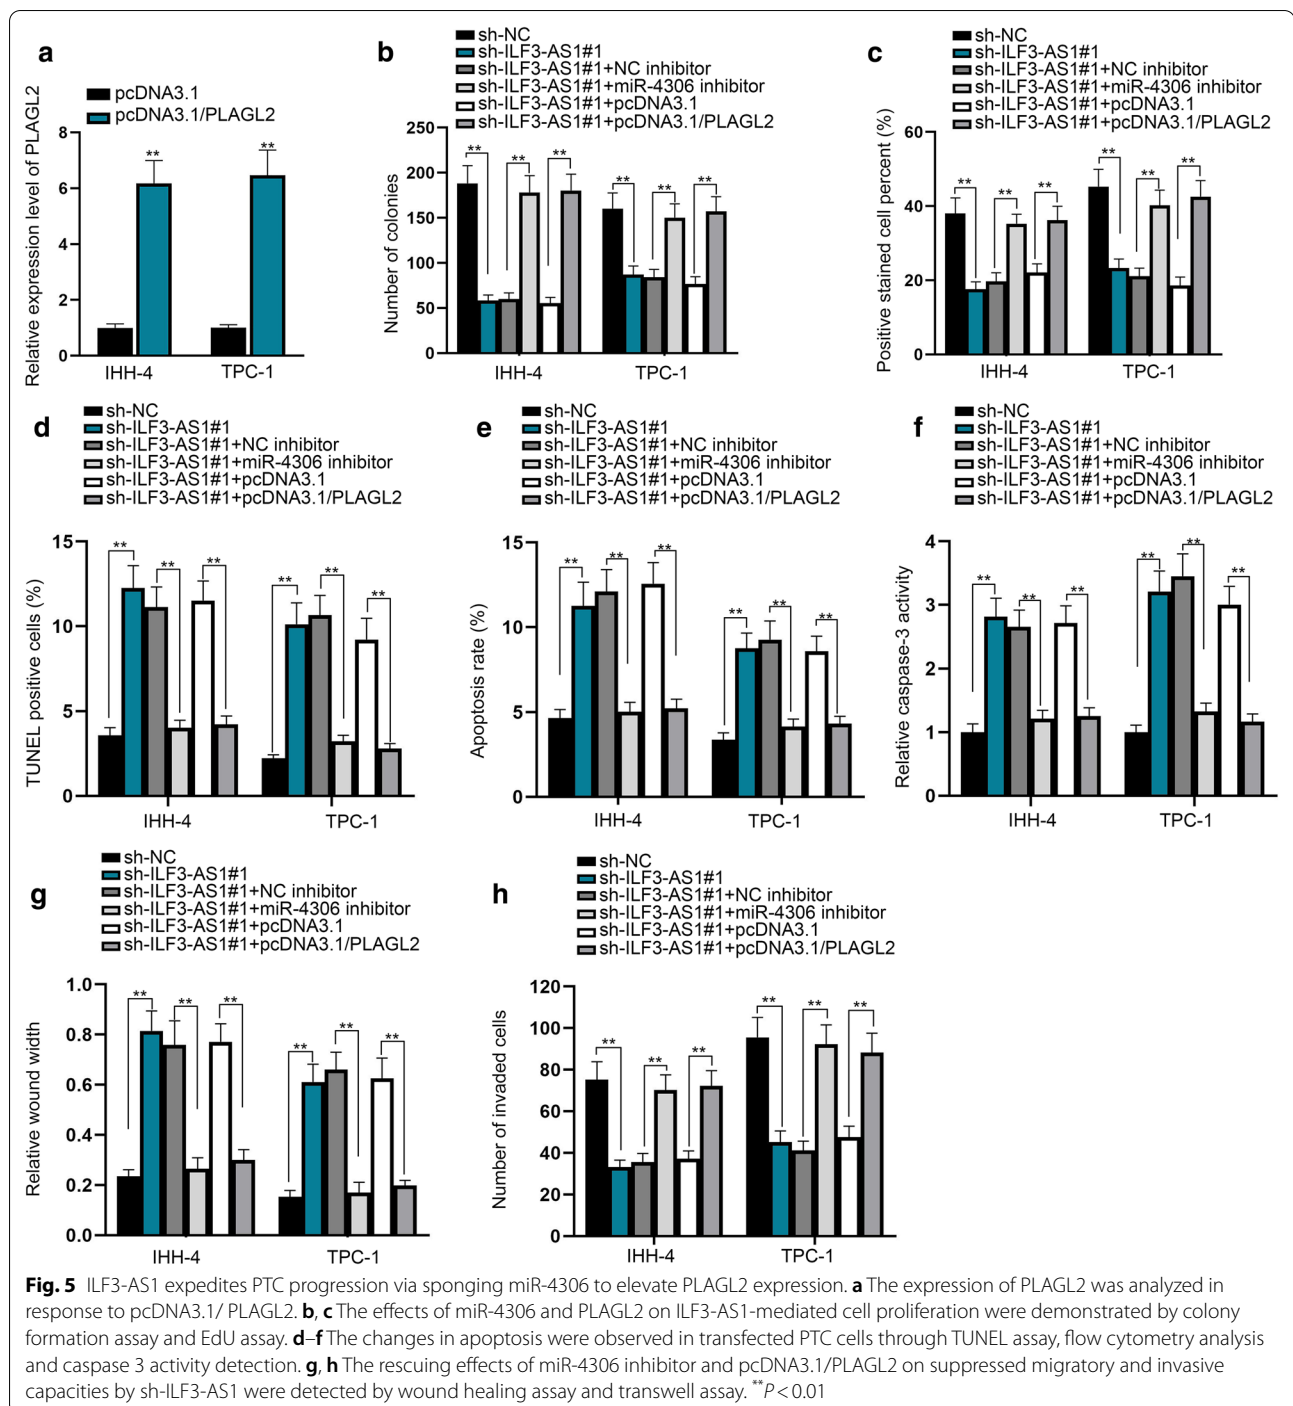 a
pcDNA3.1
pcDNA3.1/PLAGL2
Relative expression level of PLAGL2
8
6
4
2
0
**
**
IHH-4
TPC-1
b
sh-NC
sh-ILF3-AS1#1
sh-ILF3-AS1#1+NC inhibitor
sh-ILF3-AS1#1+miR-4306 inhibitor
sh-ILF3-AS1#1+pcDNA3.1
sh-ILF3-AS1#1+pcDNA3.1/PLAGL2
Number of colonies
250
200
150
100
50
0
** ** ** ** ** **
IHH-4
TPC-1
c
sh-NC
sh-ILF3-AS1#1
sh-ILF3-AS1#1+NC inhibitor
sh-ILF3-AS1#1+miR-4306 inhibitor
sh-ILF3-AS1#1+pcDNA3.1
sh-ILF3-AS1#1+pcDNA3.1/PLAGL2
Positive stained cell percent (%)
60
40
20
0
** ** ** ** ** **
IHH-4
TPC-1
d
sh-NC
sh-ILF3-AS1#1
sh-ILF3-AS1#1+NC inhibitor
sh-ILF3-AS1#1+miR-4306 inhibitor
sh-ILF3-AS1#1+pcDNA3.1
sh-ILF3-AS1#1+pcDNA3.1/PLAGL2
TUNEL positive cells (%)
15
10
5
0
** ** ** ** ** **
IHH-4
TPC-1
e
sh-NC
sh-ILF3-AS1#1
sh-ILF3-AS1#1+NC inhibitor
sh-ILF3-AS1#1+miR-4306 inhibitor
sh-ILF3-AS1#1+pcDNA3.1
sh-ILF3-AS1#1+pcDNA3.1/PLAGL2
Apoptosis rate (%)
15
10
5
0
** ** ** ** ** **
IHH-4
TPC-1
f
sh-NC
sh-ILF3-AS1#1
sh-ILF3-AS1#1+NC inhibitor
sh-ILF3-AS1#1+miR-4306 inhibitor
sh-ILF3-AS1#1+pcDNA3.1
sh-ILF3-AS1#1+pcDNA3.1/PLAGL2
Relative caspase-3 activity
4
3
2
1
0
** ** ** ** ** **
IHH-4
TPC-1
g
sh-NC
sh-ILF3-AS1#1
sh-ILF3-AS1#1+NC inhibitor
sh-ILF3-AS1#1+miR-4306 inhibitor
sh-ILF3-AS1#1+pcDNA3.1
sh-ILF3-AS1#1+pcDNA3.1/PLAGL2
Relative wound width
1.0
0.8
0.6
0.4
0.2
0.0
** ** ** ** ** **
IHH-4
TPC-1
h
sh-NC
sh-ILF3-AS1#1
sh-ILF3-AS1#1+NC inhibitor
sh-ILF3-AS1#1+miR-4306 inhibitor
sh-ILF3-AS1#1+pcDNA3.1
sh-ILF3-AS1#1+pcDNA3.1/PLAGL2
Number of invaded cells
120
100
80
60
40
20
0
** ** ** ** ** **
IHH-4
TPC-1
Fig. 5 ILF3-AS1 expedites PTC progression via sponging miR-4306 to elevate PLAGL2 expression. a The expression of PLAGL2 was analyzed in
response to pcDNA3.1/ PLAGL2. b, c The effects of miR-4306 and PLAGL2 on ILF3-AS1-mediated cell proliferation were demonstrated by colony
formation assay and EdU assay. d–f The changes in apoptosis were observed in transfected PTC cells through TUNEL assay, flow cytometry analysis
and caspase 3 activity detection. g, h The rescuing effects of miR-4306 inhibitor and pcDNA3.1/PLAGL2 on suppressed migratory and invasive
capacities by sh-ILF3-AS1 were detected by wound healing assay and transwell assay. **P < 0.01